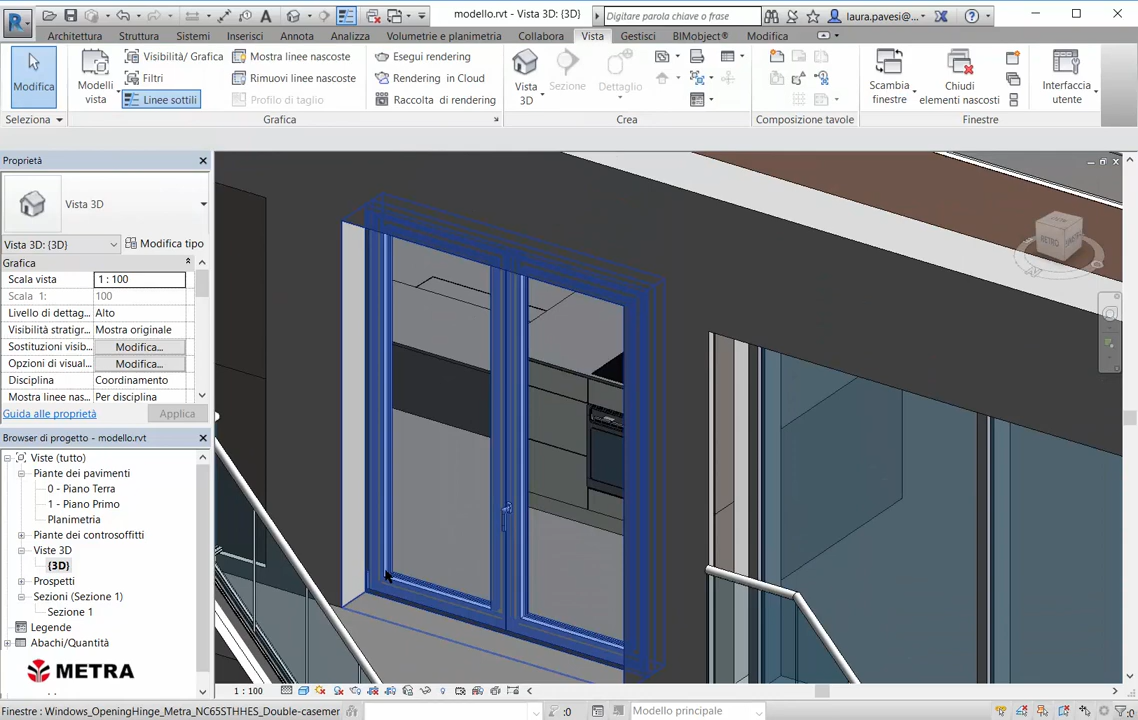 modello.rvt - Vista 3D: {3D}
Digitare parola chiave o frase
laura.pavesi@...
Architettura Struttura Sistemi Inserisci Annota Analizza Volumetrie e planimetria Collabora Vista Gestisci BIMobject® Modifica
Modifica
Modelli vista
Visibilità/ Grafica
Filtri
Linee sottili
Mostra linee nascoste
Rimuovi linee nascoste
Profilo di taglio
Esegui rendering
Rendering in Cloud
Raccolta di rendering
Vista 3D
Sezione
Dettaglio
Scambia finestre
Chiudi elementi nascosti
Interfaccia utente
Seleziona Grafica Crea Composizione tavole Finestre
Proprietà
Vista 3D
Vista 3D: {3D} Modifica tipo
Grafica
Scala vista 1 : 100
Scala 1: 100
Livello di dettag... Alto
Visibilità stratigr... Mostra originale
Sostituzioni visib... Modifica...
Opzioni di visual... Modifica...
Disciplina Coordinamento
Mostra linee nas... Per disciplina
Guida alle proprietà Applica
Browser di progetto - modello.rvt
Viste (tutto)
Piante dei pavimenti
0 - Piano Terra
1 - Piano Primo
Planimetria
Piante dei controsoffitti
Viste 3D
{3D}
Prospetti
Sezioni (Sezione 1)
Sezione 1
Legende
Abachi/Quantità
METRA
RETRO
1 : 100
Finestre : Windows_OpeningHinge_Metra_NC65STHHES_Double-casemer
:0
Modello principale
:0